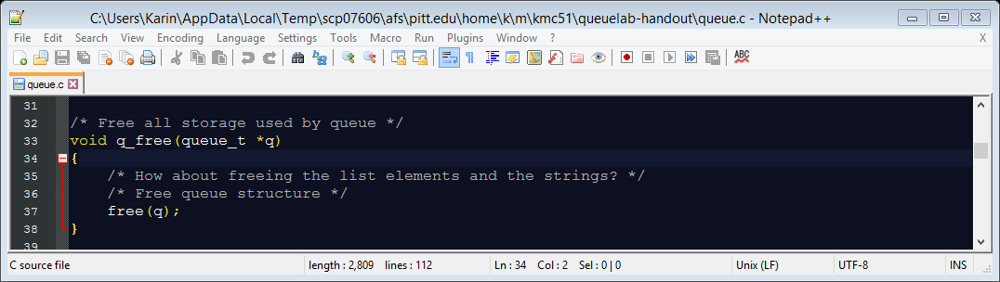 C:\Users\Karin\AppData\Local\Temp\scp07606\afs\pitt.edu\home\k\m\kmc51\queuelab-handout\queue.c - Notepad++
File Edit Search View Encoding Language Settings Tools Macro Run Plugins Window ? X
ABC
queue.c
31
32 /* Free all storage used by queue */
33 void q_free(queue_t *q)
34 {
35 /* How about freeing the list elements and the strings? */
36 /* Free queue structure */
37 free(q);
38 }
39
C source file length : 2,809 lines : 112 Ln : 34 Col : 2 Sel : 0 | 0 Unix (LF) UTF-8 INS